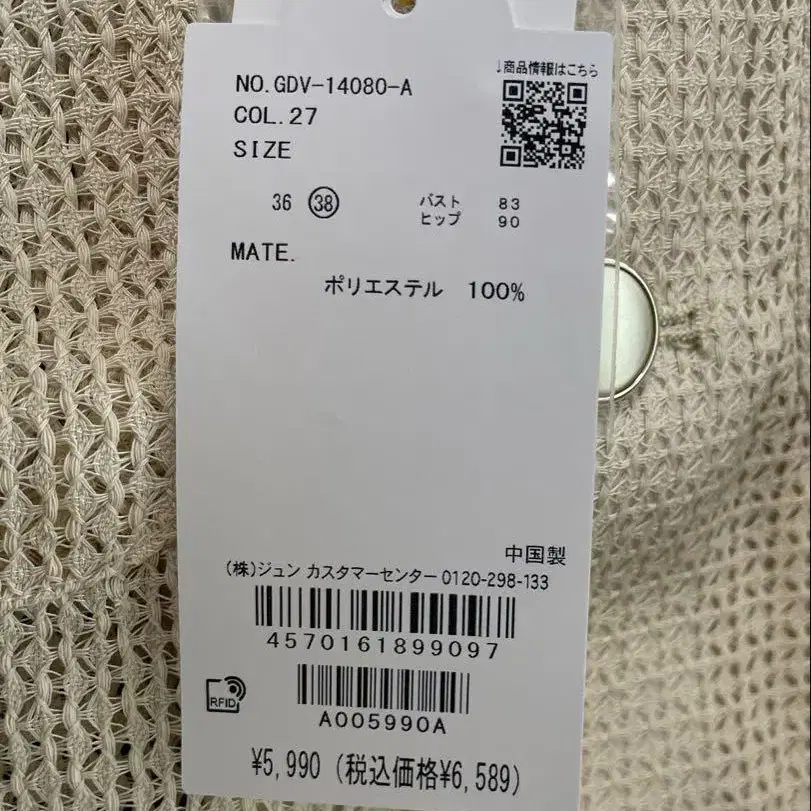 ↓商品情報はこちら
NO.GDV-14080-A
COL.27
SIZE
36 38 バスト 83
ヒップ 90
MATE.
ポリエステル 100%
中国製
(株)ジュン カスタマーセンター 0120-298-133
4570161899097
RFID
A005990A
¥5,990 (税込価格¥6,589)